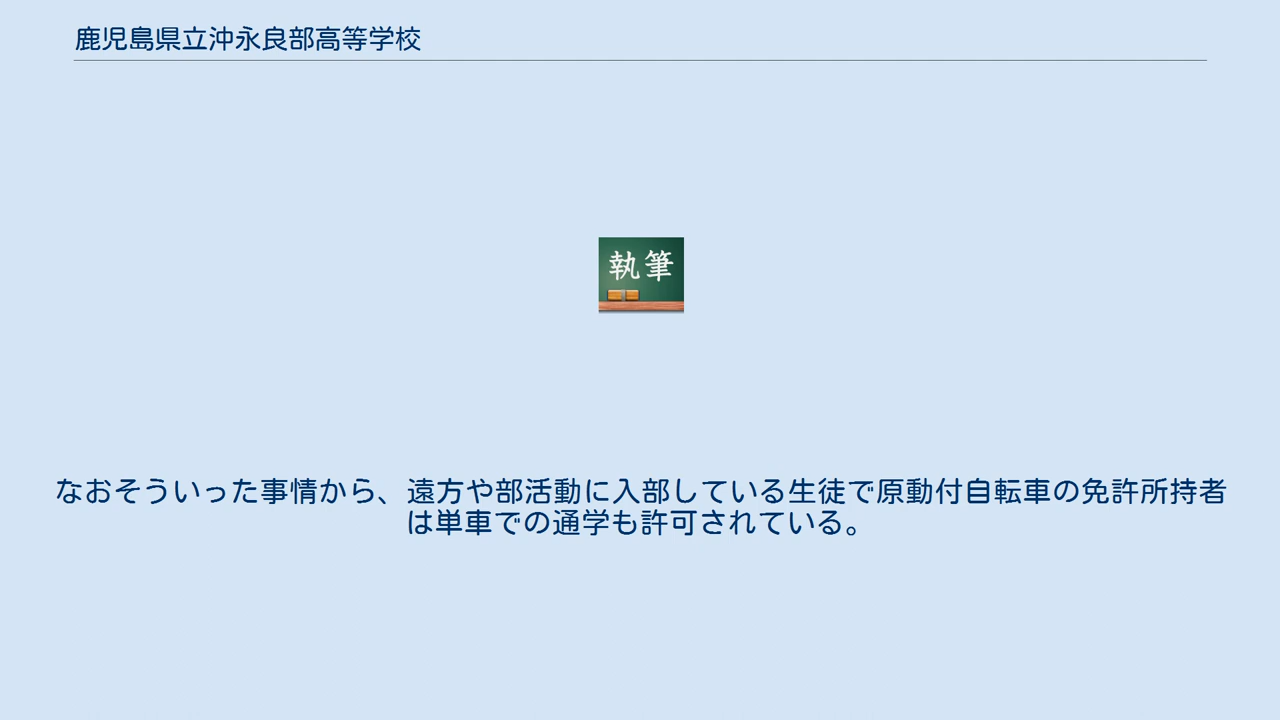 鹿児島県立沖永良部高等学校
執筆
なおそういった事情から、遠方や部活動に入部している生徒で原動付自転車の免許所持者
は単車での通学も許可されている。